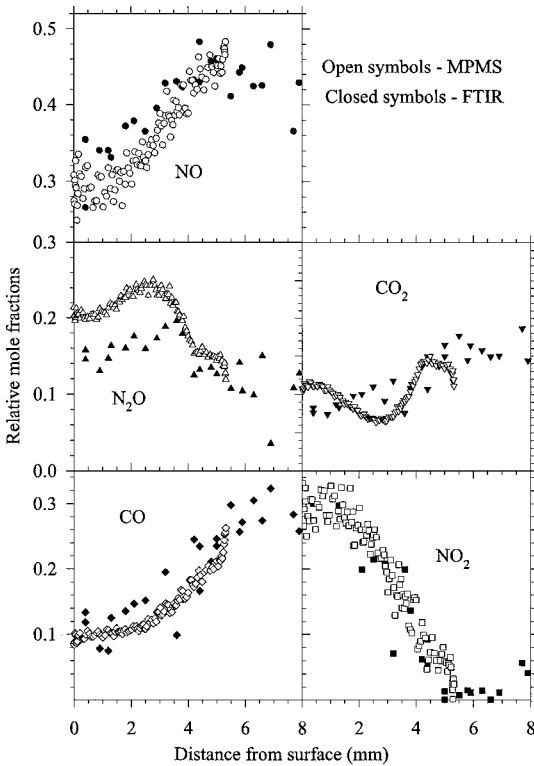 0.5
0.4
0.3
NO
Open symbols - MPMS
Closed symbols - FTIR
Relative mole fractions
0.3
0.2
0.1
0.0
N₂O
CO₂
0.3
0.2
0.1
CO
NO₂
0 2 4 6 8 0 2 4 6 8
Distance from surface (mm)